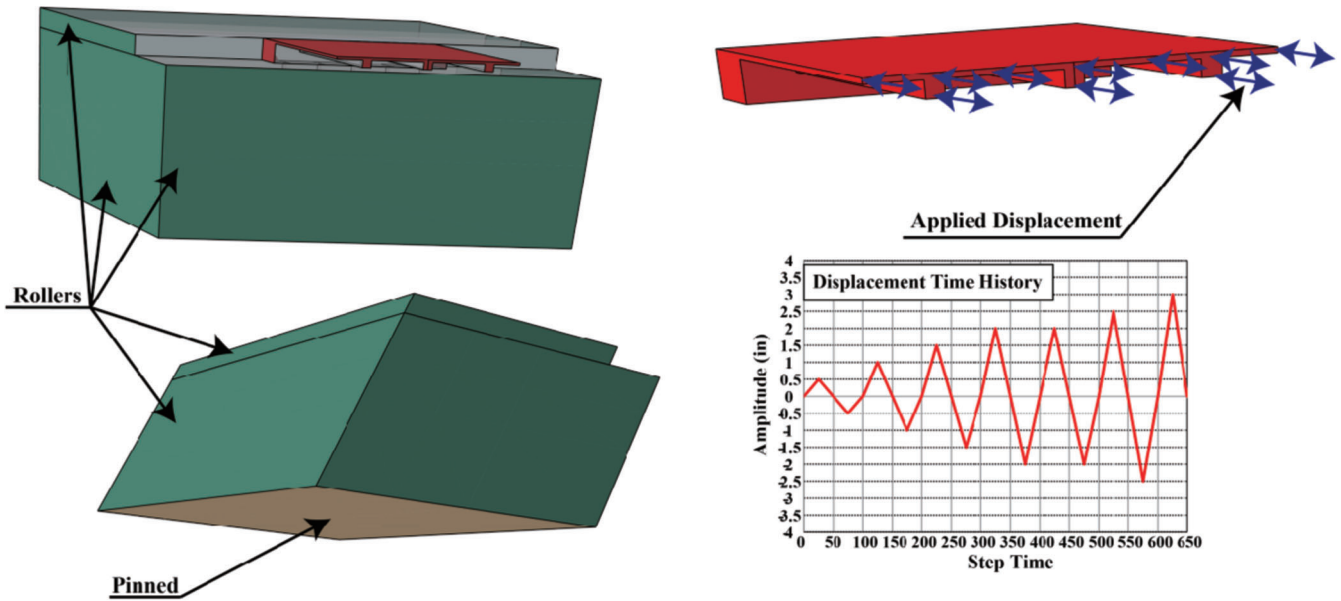 Rollers
Pinned
Applied Displacement
Displacement Time History
Amplitude (in)
4
3.5
3
2.5
2
1.5
1
0.5
0
-0.5
-1
-1.5
-2
-2.5
-3
-3.5
-4
0 50 100 150 200 250 300 350 400 450 500 550 600 650
Step Time